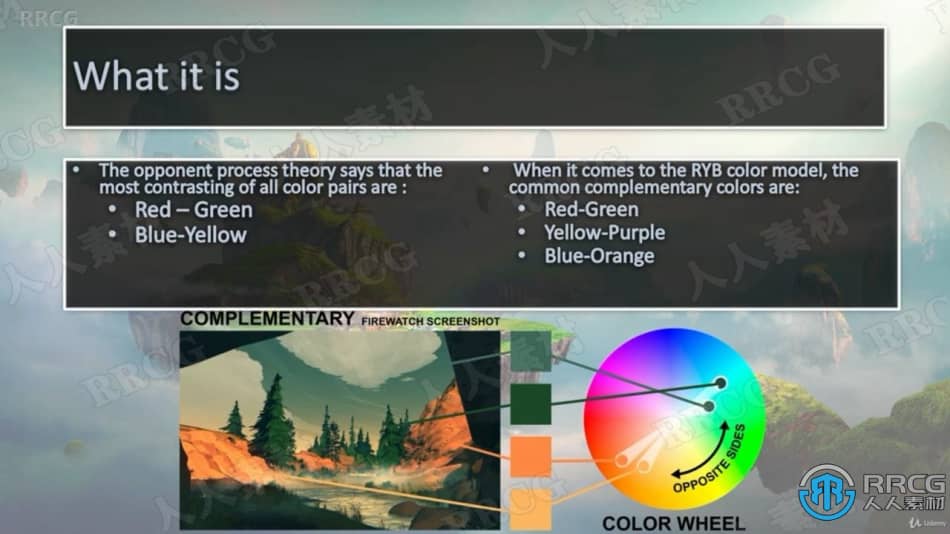 RRCG
What it is
• The opponent process theory says that the
most contrasting of all color pairs are :
• Red – Green
• Blue-Yellow
• When it comes to the RYB color model, the
common complementary colors are:
• Red-Green
• Yellow-Purple
• Blue-Orange
COMPLEMENTARY FIREWATCH SCREENSHOT
OPPOSITE SIDES
COLOR WHEEL
RRCG
人人素材
Udemy